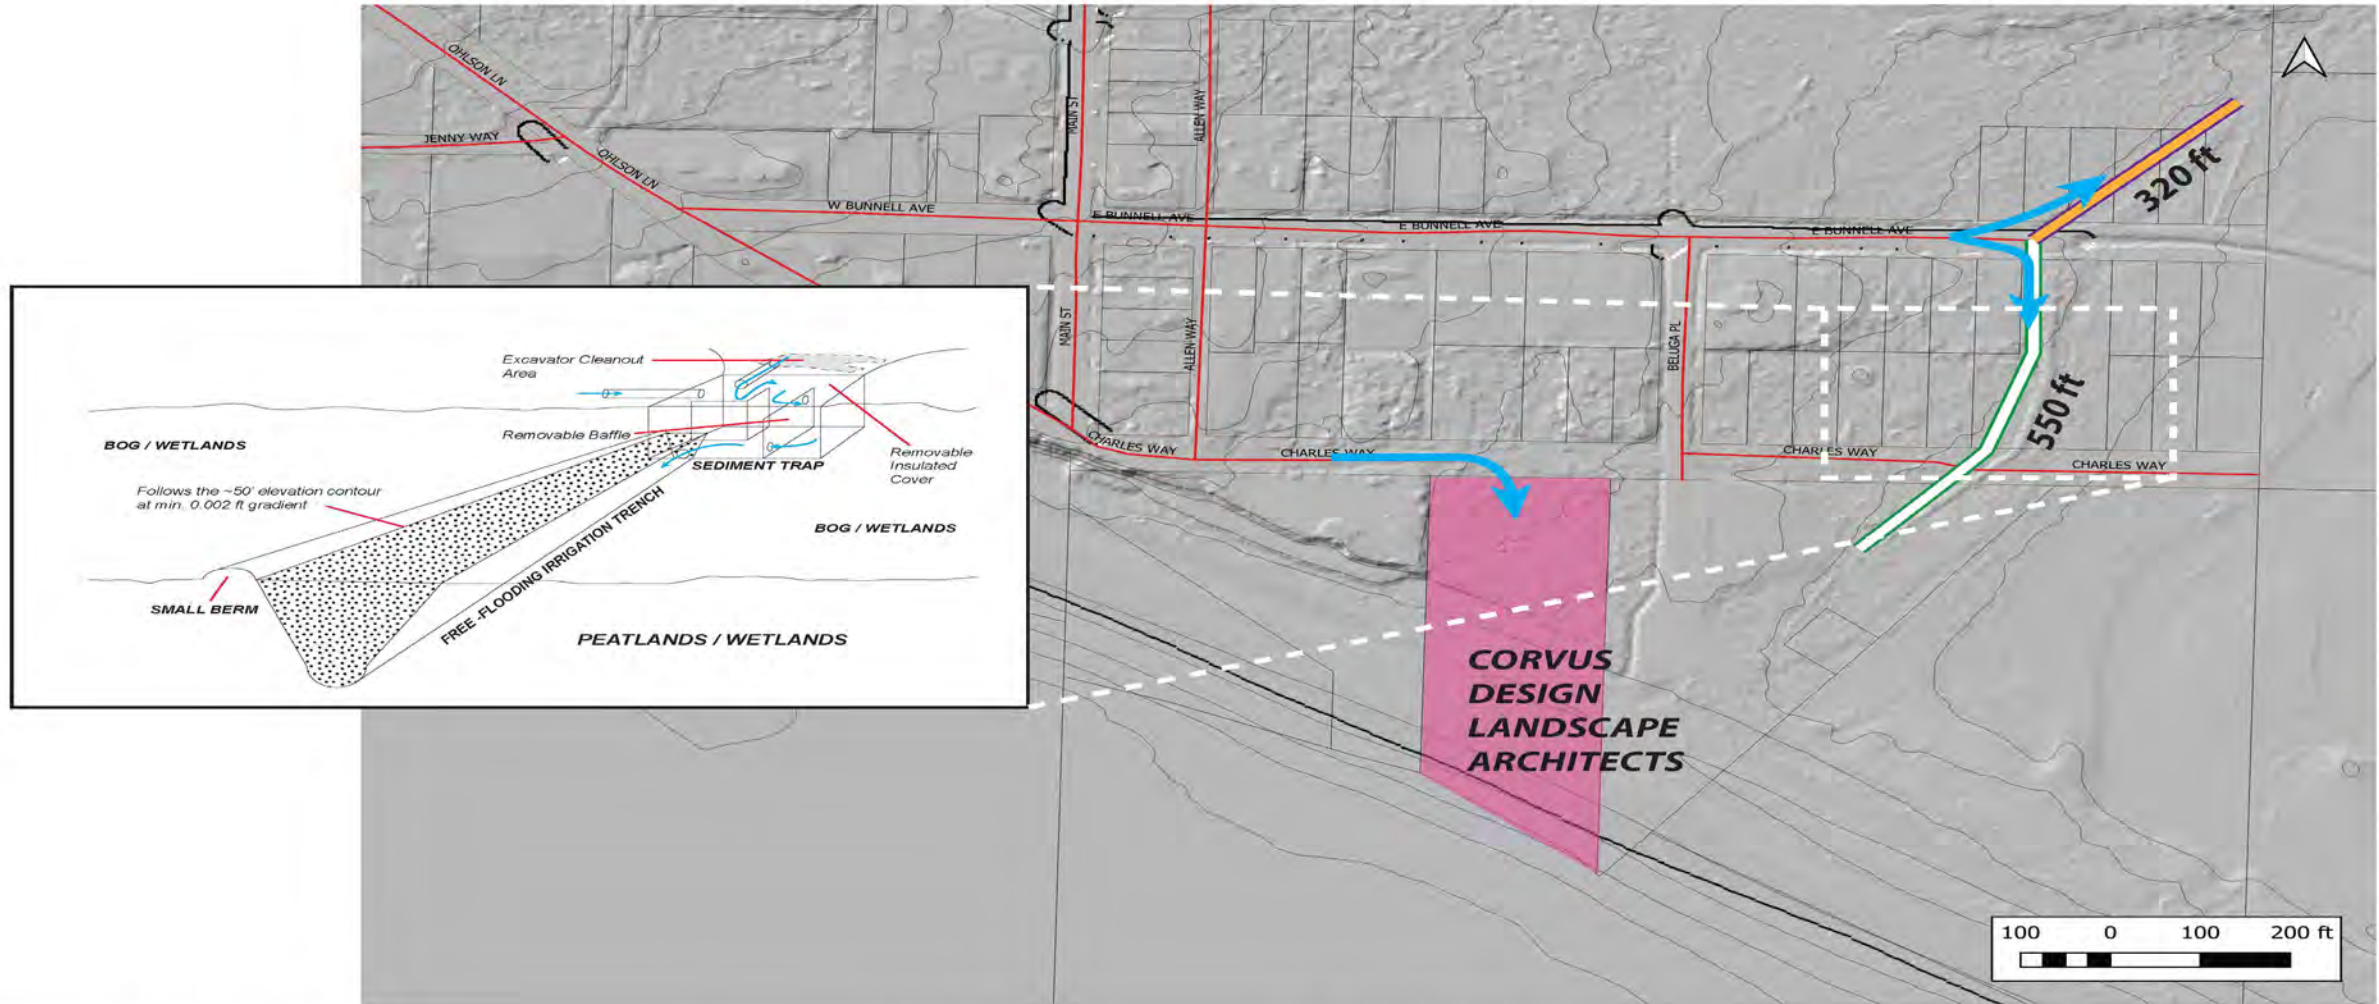 OHLSON LN
JENNY WAY
OHLSON LN
MAIN ST
ALLEN WAY
W BUNNELL AVE
E BUNNELL AVE
E BUNNELL AVE
E BUNNELL AVE
320 ft
MAIN ST
ALLEN WAY
BELUGA PL
550 ft
CHARLES WAY
CHARLES WAY
CHARLES WAY
CHARLES WAY
Excavator Cleanout
Area
BOG / WETLANDS
Removable Baffle
SEDIMENT TRAP
Removable
Insulated
Cover
Follows the ~50' elevation contour
at min. 0.002 ft gradient
BOG / WETLANDS
FREE -FLOODING IRRIGATION TRENCH
SMALL BERM
PEATLANDS / WETLANDS
CORVUS
DESIGN
LANDSCAPE
ARCHITECTS
100 0 100 200 ft